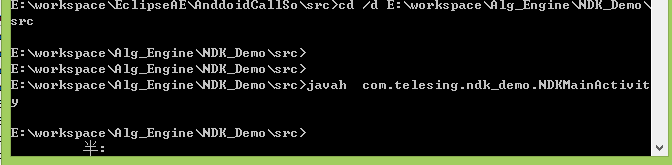 E:\workspace\EclipseAE\AnddoidCallSo\src>cd /d E:\workspace\Alg_Engine\NDK_Demo\
src
E:\workspace\Alg_Engine\NDK_Demo\src>
E:\workspace\Alg_Engine\NDK_Demo\src>
E:\workspace\Alg_Engine\NDK_Demo\src>javah  com.telesing.ndk_demo.NDKMainActivit
y
E:\workspace\Alg_Engine\NDK_Demo\src>
半: